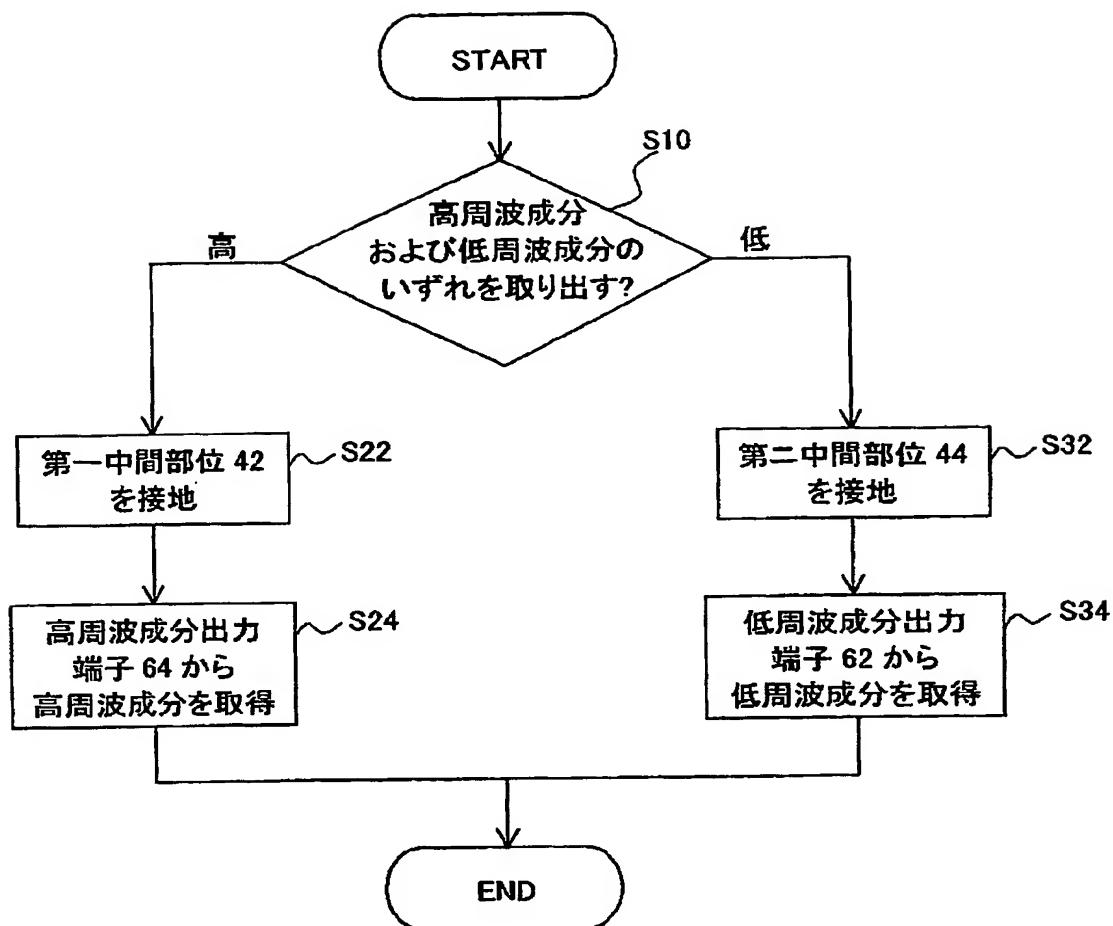 START
S10
高周波成分
および低周波成分の
いずれを取り出す?
高
低
第一中間部位 42
を接地
S22
第二中間部位 44
を接地
S32
高周波成分出力
端子 64 から
高周波成分を取得
S24
低周波成分出力
端子 62 から
低周波成分を取得
S34
END